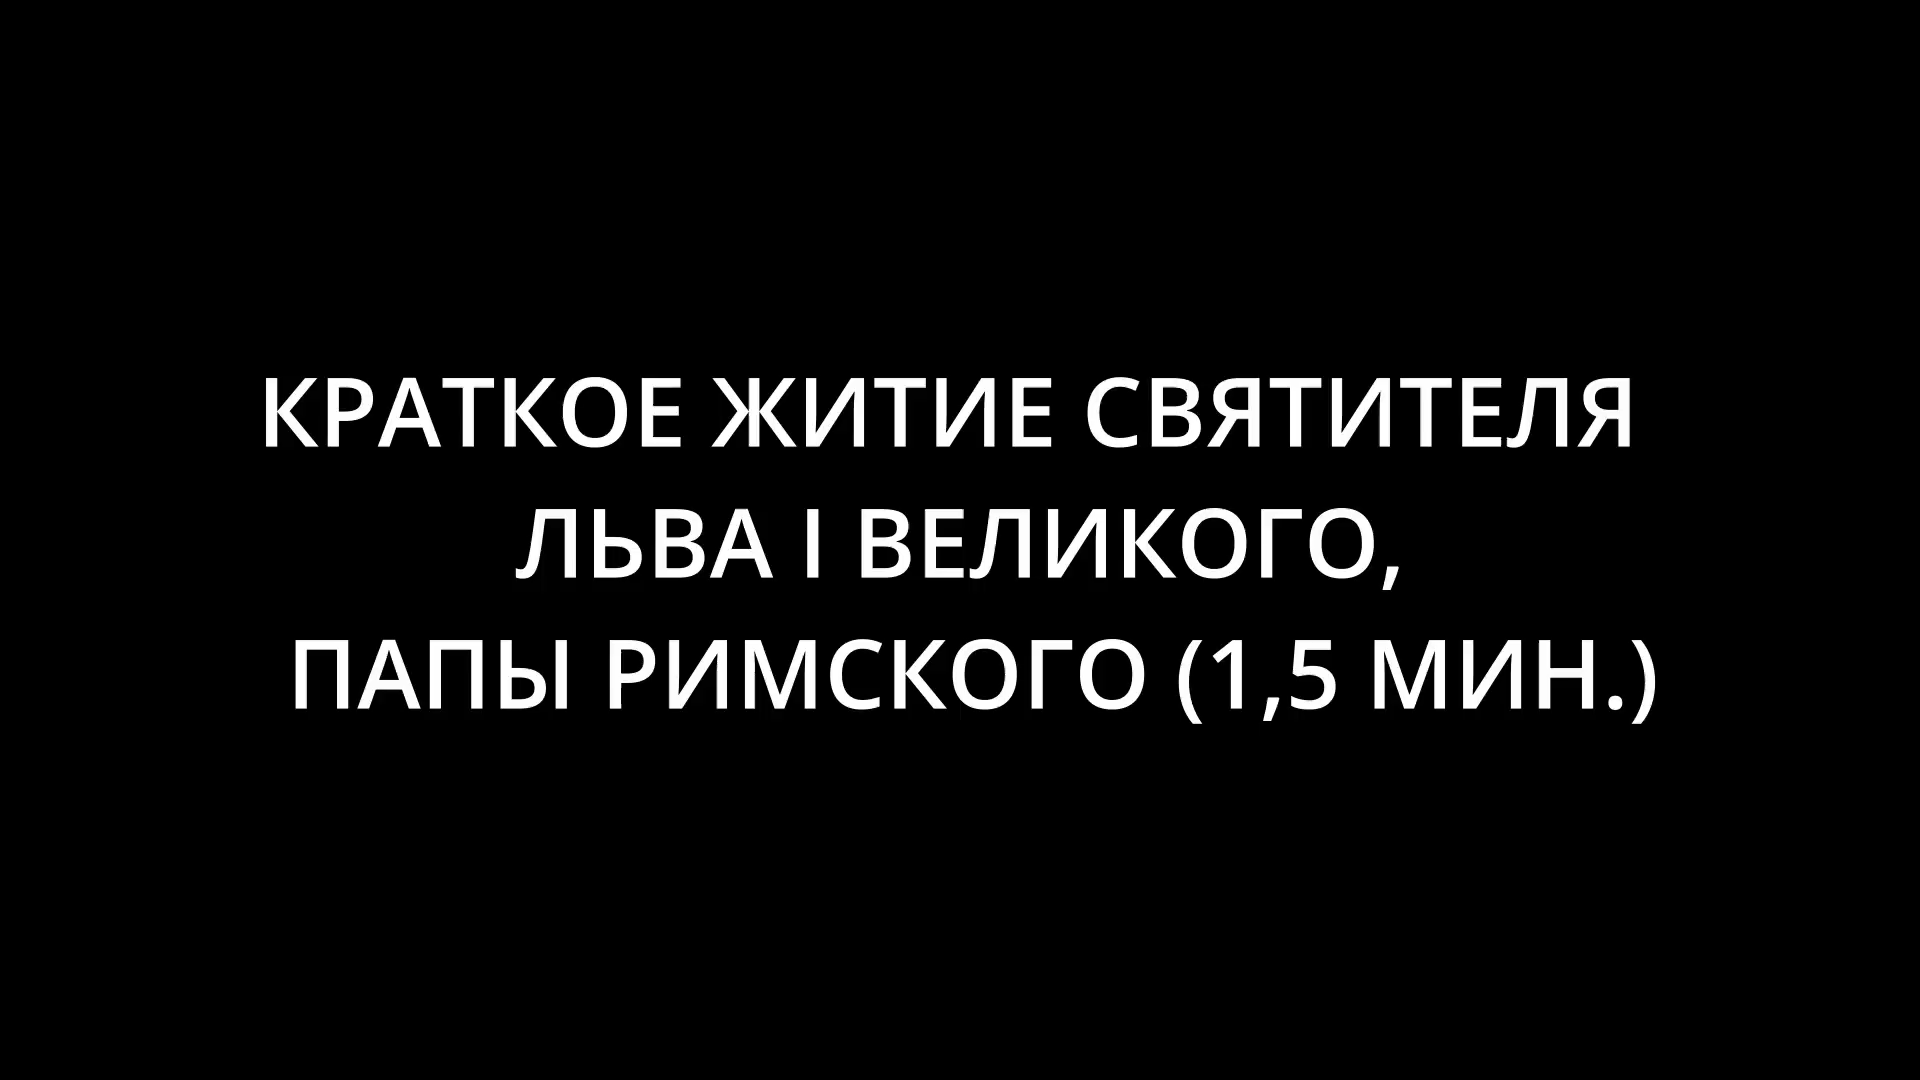 КРАТКОЕ ЖИТИЕ СВЯТИТЕЛЯ
ЛЬВА I ВЕЛИКОГО,
ПАПЫ РИМСКОГО (1,5 МИН.)